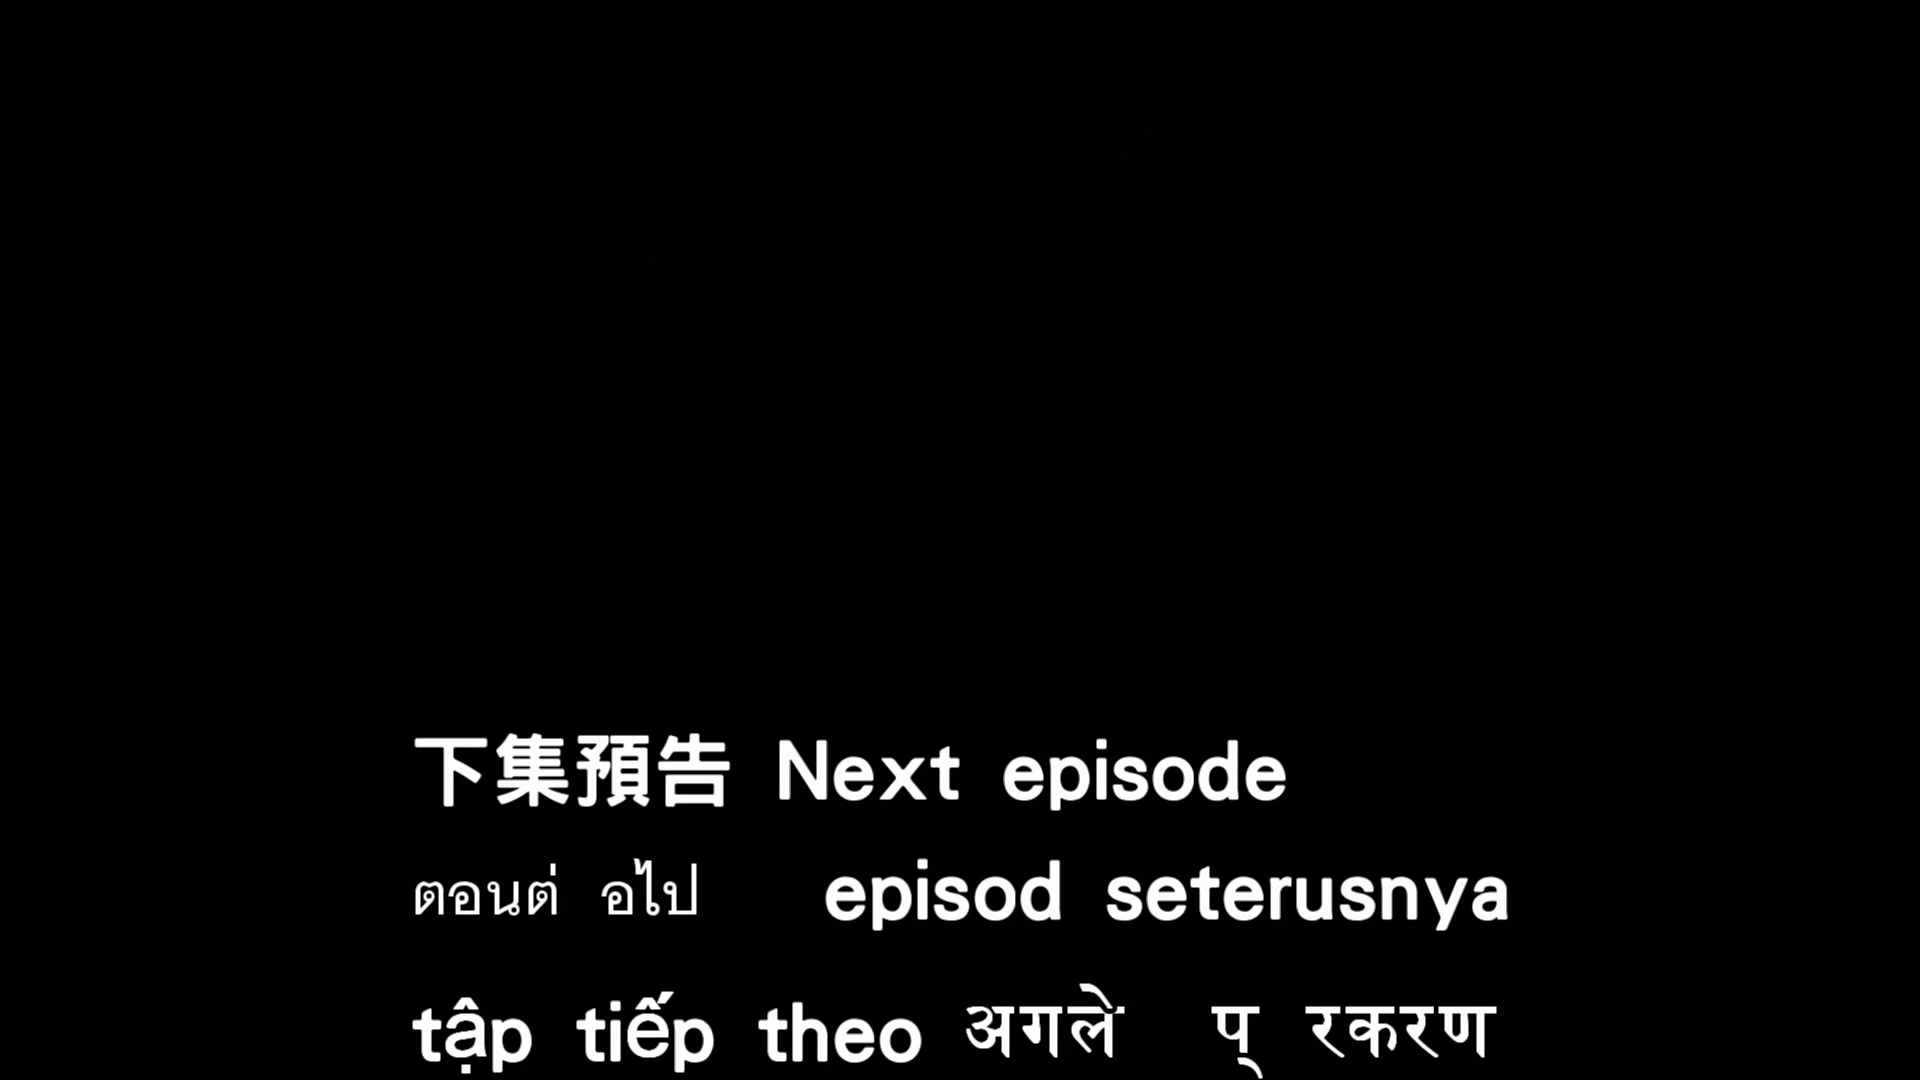 下集預告 Next episode
ตอนต่ อไป episod seterusnya
tập tiếp theo अगले प् रकरण